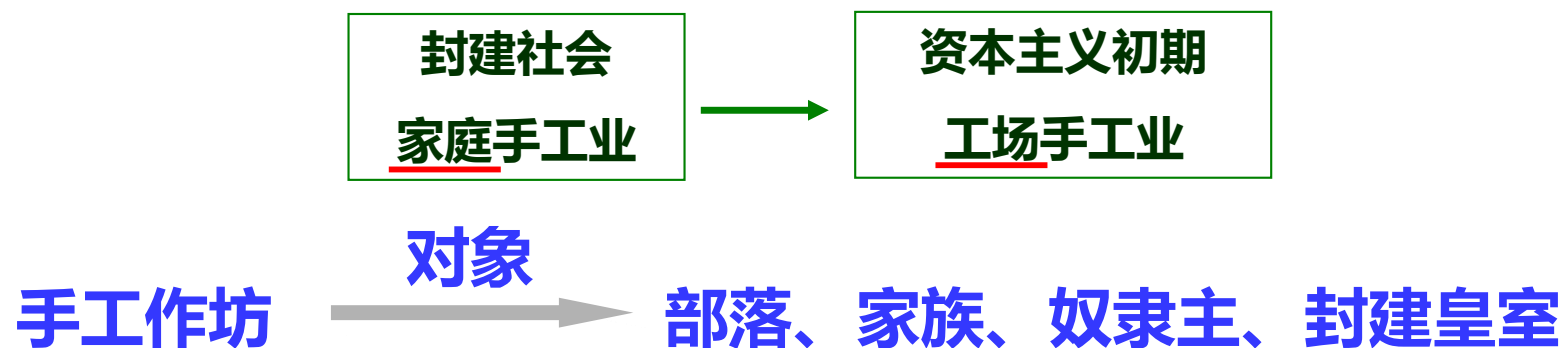 封建社会
家庭手工业
资本主义初期
工场手工业
对象
手工作坊
部落、家族、奴隶主、封建皇室